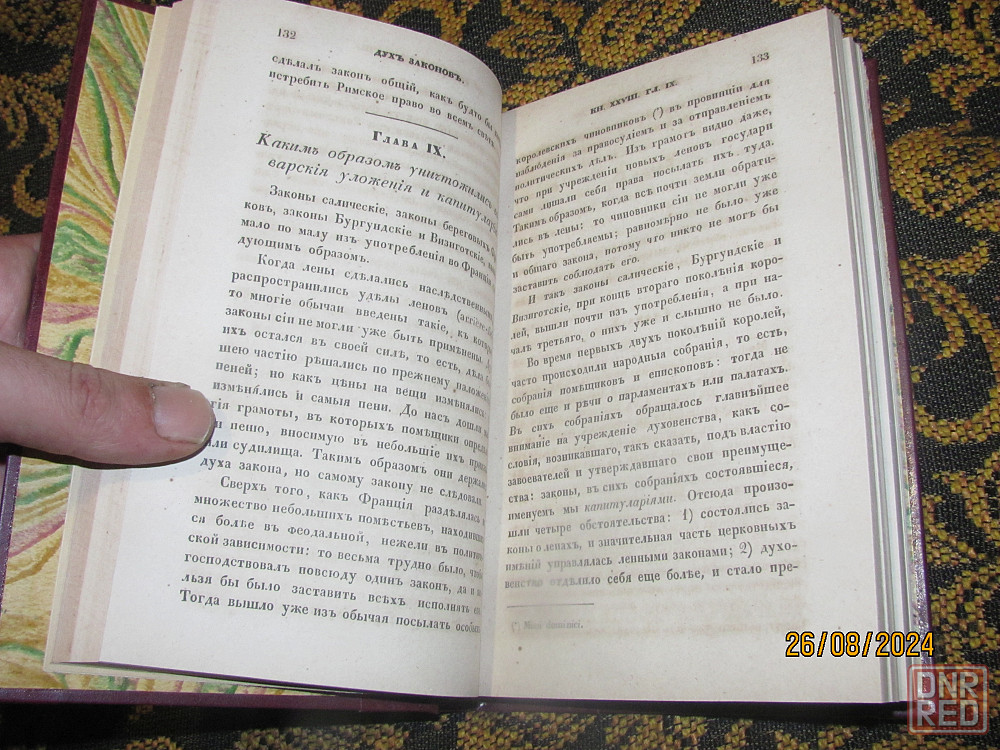 132
ДУХЪ ЗАКОНОВЪ.
сдѣлалъ законъ общій, какъ будто бы
истребить Римское право во всемъ своемъ
ГЛАВА IX.
Какимъ образомъ уничтожились
варскія уложенія и капитуларіи
Законы салическіе, законы береговыхъ
ковъ, законы Бургундскіе и Визиготскіе,
мало по малу изъ употребленія во Франціи
дующимъ образомъ.
Когда лены сдѣлались наслѣдственными
распространились удѣлы леновъ
то многіе обычаи введены такіе, къ которымъ
законы сіи не могли уже быть примѣнены.
ихъ остался въ своей силѣ, то есть, дѣла
шею частію рѣшались по прежнему
пеней; но какъ цѣны на вещи измѣнялись,
измѣнялись и самыя пени. До насъ дошли
гія грамоты, въ которыхъ помѣщики
пеню, вносимую въ небольшіе ихъ
судилища. Такимъ образомъ они держались
духа закона, но самому закону не слѣдовали.
Сверхъ того, какъ Франція раздѣлялась
множество небольшихъ помѣстьевъ,
ся болѣе въ феодальной, нежели въ
ской зависимости: то весьма трудно было,
господствовалъ повсюду одинъ законъ, да и
льзя бы было заставить всѣхъ исполнять
Тогда вышло уже изъ обычая посылать особыхъ
133
КН. XXVIII. ГЛ. IX.
королевскихъ чиновниковъ (*) въ провинціи для
наблюденія за правосудіемъ и за отправленіемъ
политическихъ дѣлъ. Изъ грамотъ видно даже,
что при учрежденіи новыхъ леновъ государи
сами лишали себя права посылать ихъ туда.
Такимъ образомъ, когда всѣ почти земли обрати-
лись въ лены: то чиновники сіи не могли уже
быть употребляемы; равномѣрно не было уже
и общаго закона, потому что никто не могъ бы
заставить соблюдать его.
И такъ законы салическіе, Бургундскіе и
Визиготскіе, при концѣ втораго поколѣнія коро-
лей, вышли почти изъ употребленія, а при на-
чалѣ третьяго, о нихъ уже и слышно не было.
Во время первыхъ двухъ поколѣній королей,
часто происходили народныя собранія, то есть,
собранія помѣщиковъ и епископовъ: тогда не
было еще и рѣчи о парламентахъ или палатахъ.
Въ сихъ собраніяхъ обращалось главнѣйшее
вниманіе на учрежденіе духовенства, какъ со-
словія, возникавшаго, такъ сказать, подъ властію
завоевателей и утверждавшаго свои преимуще-
ства: законы, въ сихъ собраніяхъ состоявшіеся,
именуемъ мы капитуларіями. Отсюда произо-
шли четыре обстоятельства: 1) состоялись за-
коны о ленахъ, и значительная часть церковныхъ
имѣній управлялась ленными законами; 2) духо-
венство отдѣлило себя еще болѣе, и стало пре-
26/08/2024
DNR
RED